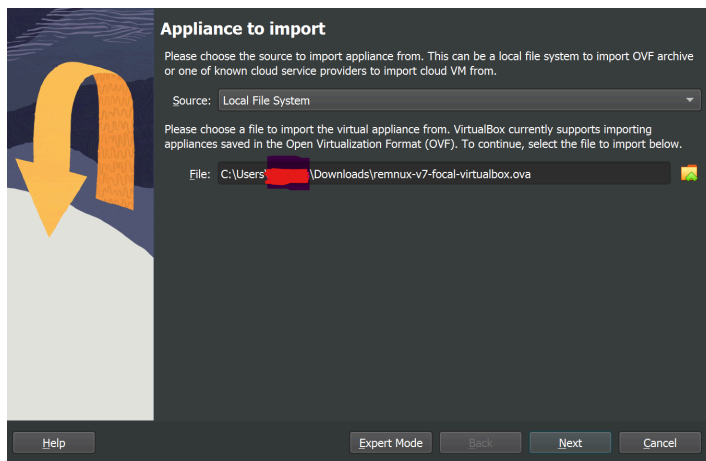 Appliance to import
Please choose the source to import appliance from. This can be a local file system to import OVF archive
or one of known cloud service providers to import cloud VM from.
Source: Local File System
Please choose a file to import the virtual appliance from. VirtualBox currently supports importing
appliances saved in the Open Virtualization Format (OVF). To continue, select the file to import below.
File: C:\Users\ \Downloads\remnux-v7-focal-virtualbox.ova
Help Expert Mode Back Next Cancel